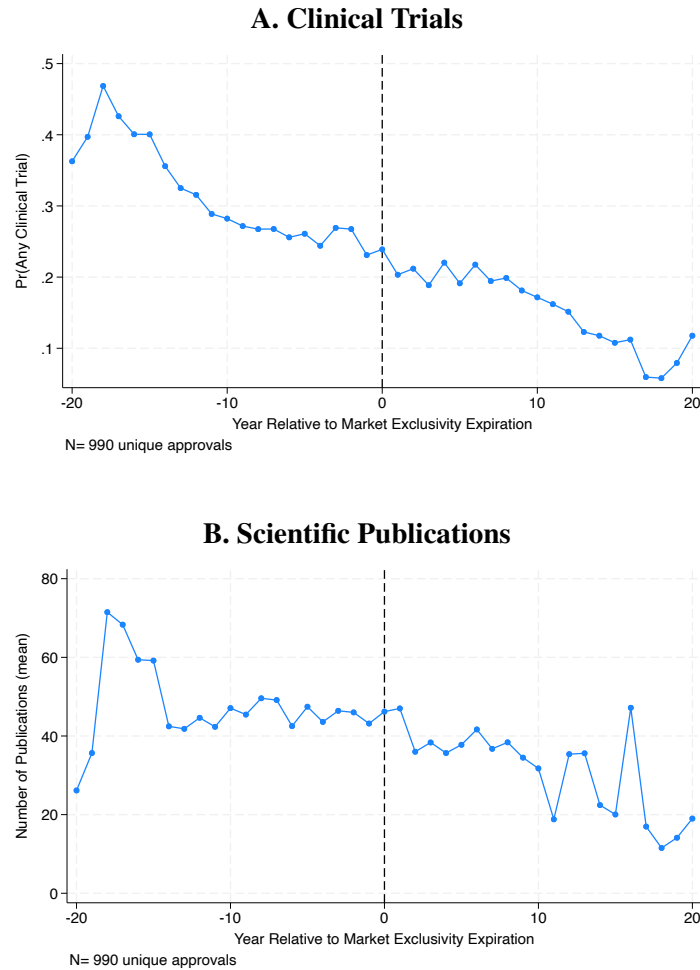 A. Clinical Trials
.5
.4
.3
.2
.1
Pr(Any Clinical Trial)
-20 -10 0 10 20
Year Relative to Market Exclusivity Expiration
N= 990 unique approvals
B. Scientific Publications
80
60
40
20
0
Number of Publications (mean)
-20 -10 0 10 20
Year Relative to Market Exclusivity Expiration
N= 990 unique approvals